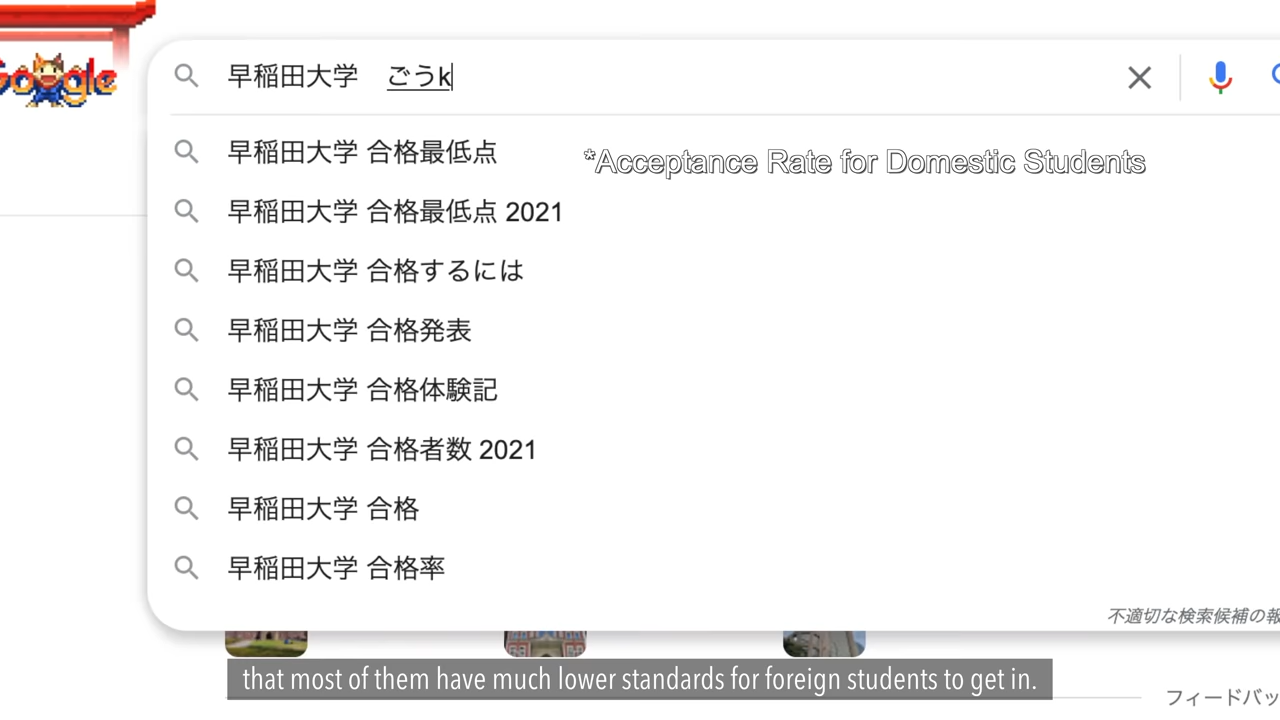 Google
早稲田大学 ごうk
早稲田大学 合格最低点
*Acceptance Rate for Domestic Students
早稲田大学 合格最低点 2021
早稲田大学 合格するには
早稲田大学 合格発表
早稲田大学 合格体験記
早稲田大学 合格者数 2021
早稲田大学 合格
早稲田大学 合格率
不適切な検索候補の報
that most of them have much lower standards for foreign students to get in.
フィードバッ